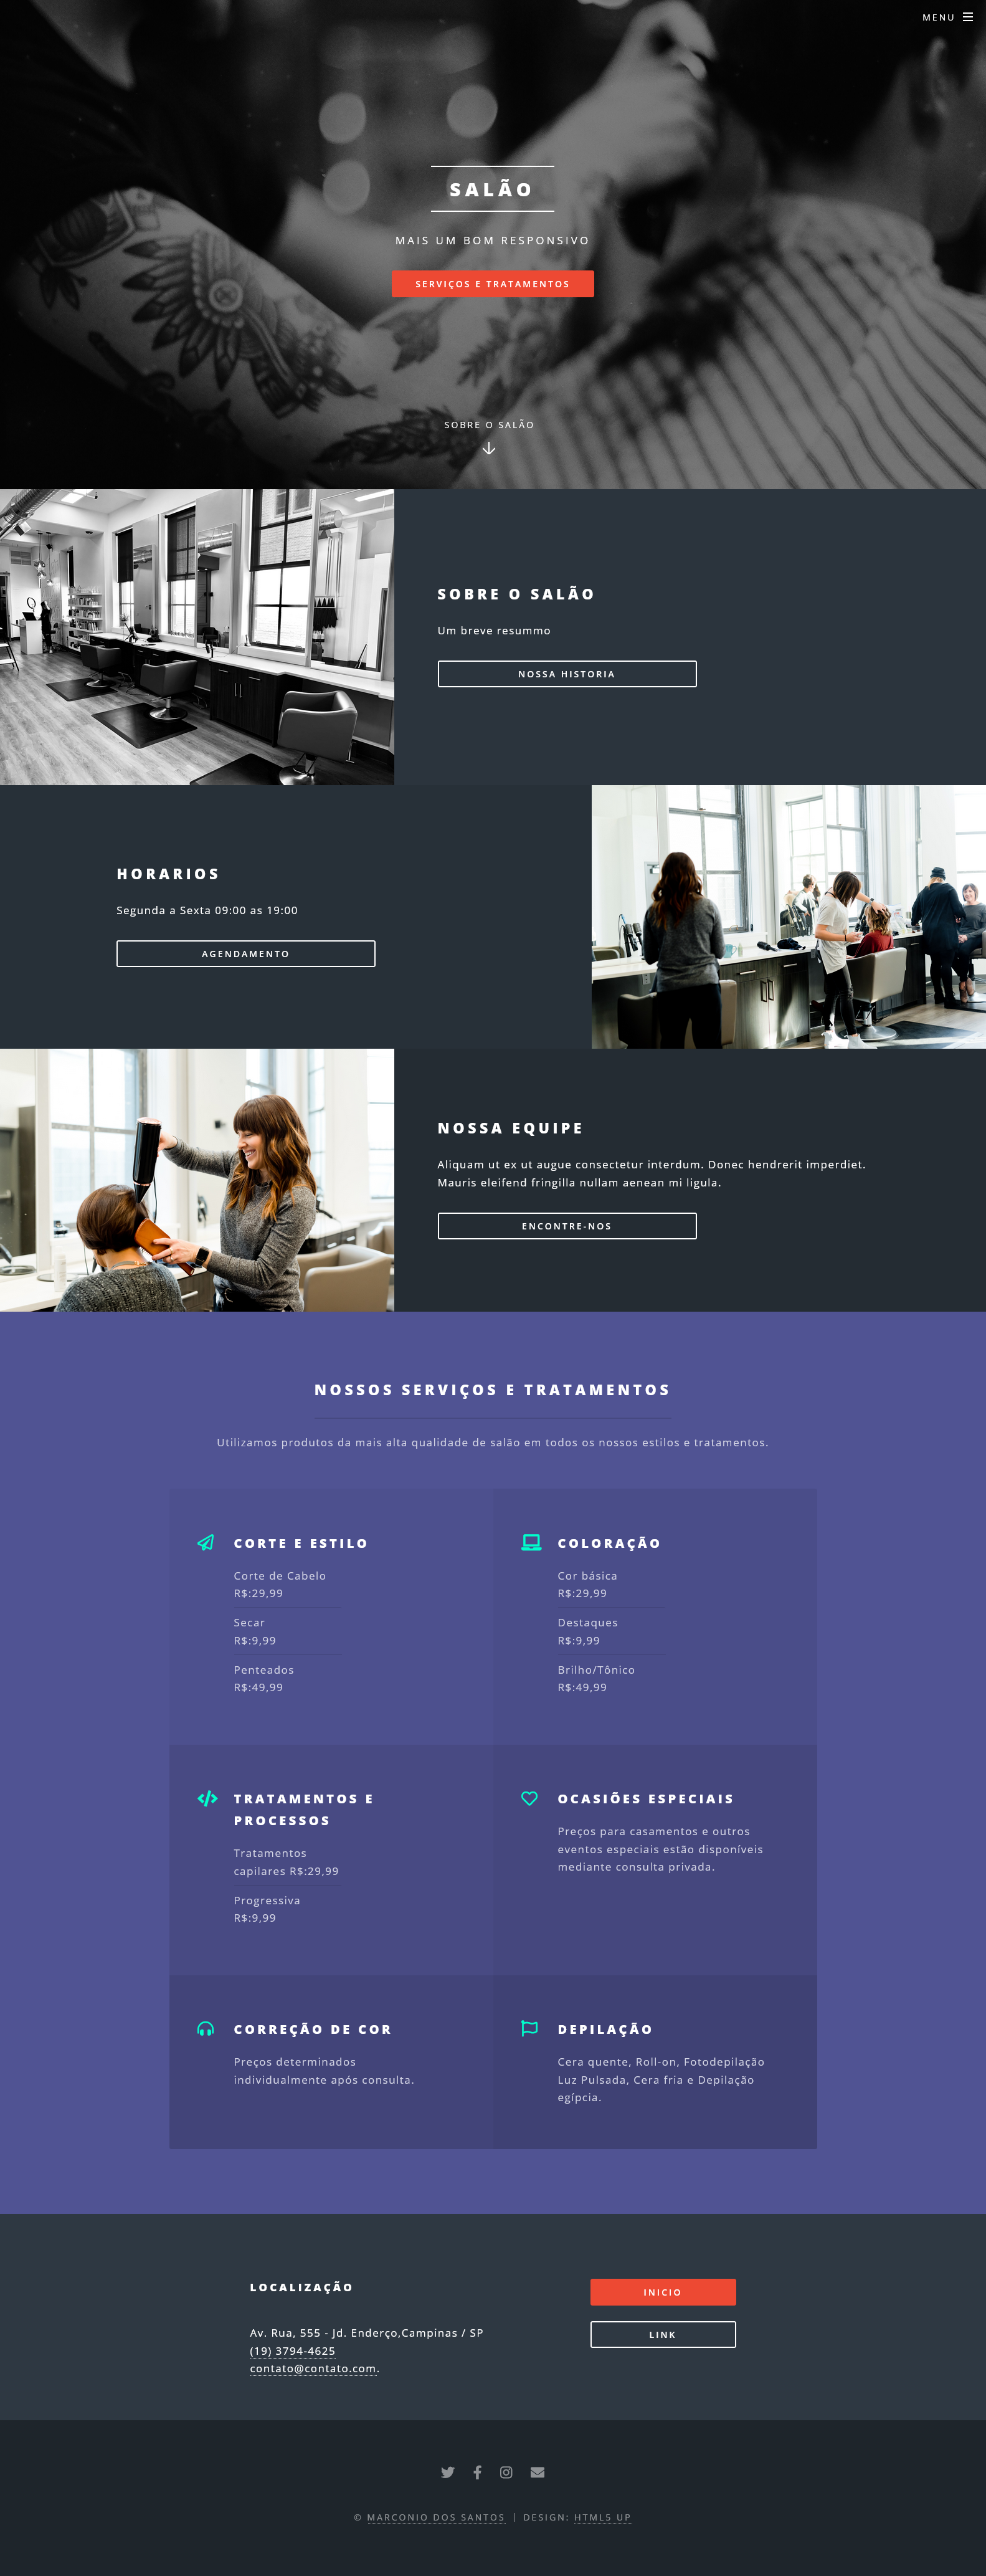 MENU
SALÃO
MAIS UM BOM RESPONSIVO
SERVIÇOS E TRATAMENTOS
SOBRE O SALÃO
SOBRE O SALÃO
Um breve resummo
NOSSA HISTORIA
HORARIOS
Segunda a Sexta 09:00 as 19:00
AGENDAMENTO
NOSSA EQUIPE
Aliquam ut ex ut augue consectetur interdum. Donec hendrerit imperdiet.
Mauris eleifend fringilla nullam aenean mi ligula.
ENCONTRE-NOS
NOSSOS SERVIÇOS E TRATAMENTOS
Utilizamos produtos da mais alta qualidade de salão em todos os nossos estilos e tratamentos.
CORTE E ESTILO
Corte de Cabelo
R$:29,99
Secar
R$:9,99
Penteados
R$:49,99
COLORAÇÃO
Cor básica
R$:29,99
Destaques
R$:9,99
Brilho/Tônico
R$:49,99
TRATAMENTOS E
PROCESSOS
Tratamentos
capilares R$:29,99
Progressiva
R$:9,99
OCASIÕES ESPECIAIS
Preços para casamentos e outros
eventos especiais estão disponíveis
mediante consulta privada.
CORREÇÃO DE COR
Preços determinados
individualmente após consulta.
DEPILAÇÃO
Cera quente, Roll-on, Fotodepilação
Luz Pulsada, Cera fria e Depilação
egípcia.
LOCALIZAÇÃO
Av. Rua, 555 - Jd. Enderço,Campinas / SP
(19) 3794-4625
contato@contato.com.
INICIO
LINK
© MARCONIO DOS SANTOS | DESIGN: HTML5 UP